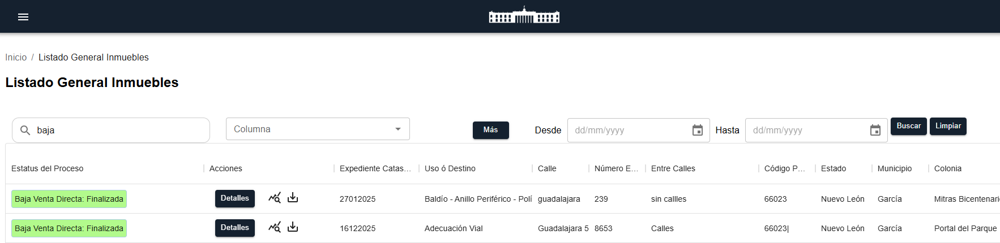 Inicio / Listado General Inmuebles
Listado General Inmuebles
baja Columna Más Desde dd/mm/yyyy Hasta dd/mm/yyyy Buscar Limpiar
Estatus del Proceso Acciones Expediente Catas... Uso ó Destino Calle Número E... Entre Calles Código P... Estado Municipio Colonia
Baja Venta Directa: Finalizada Detalles 27012025 Baldío - Anillo Periférico - Polí guadalajara 239 sin callles 66023 Nuevo León García Mitras Bicentenari
Baja Venta Directa: Finalizada Detalles 16122025 Adecuación Vial Guadalajara 5 8653 Calles 66023| Nuevo León García Portal del Parque